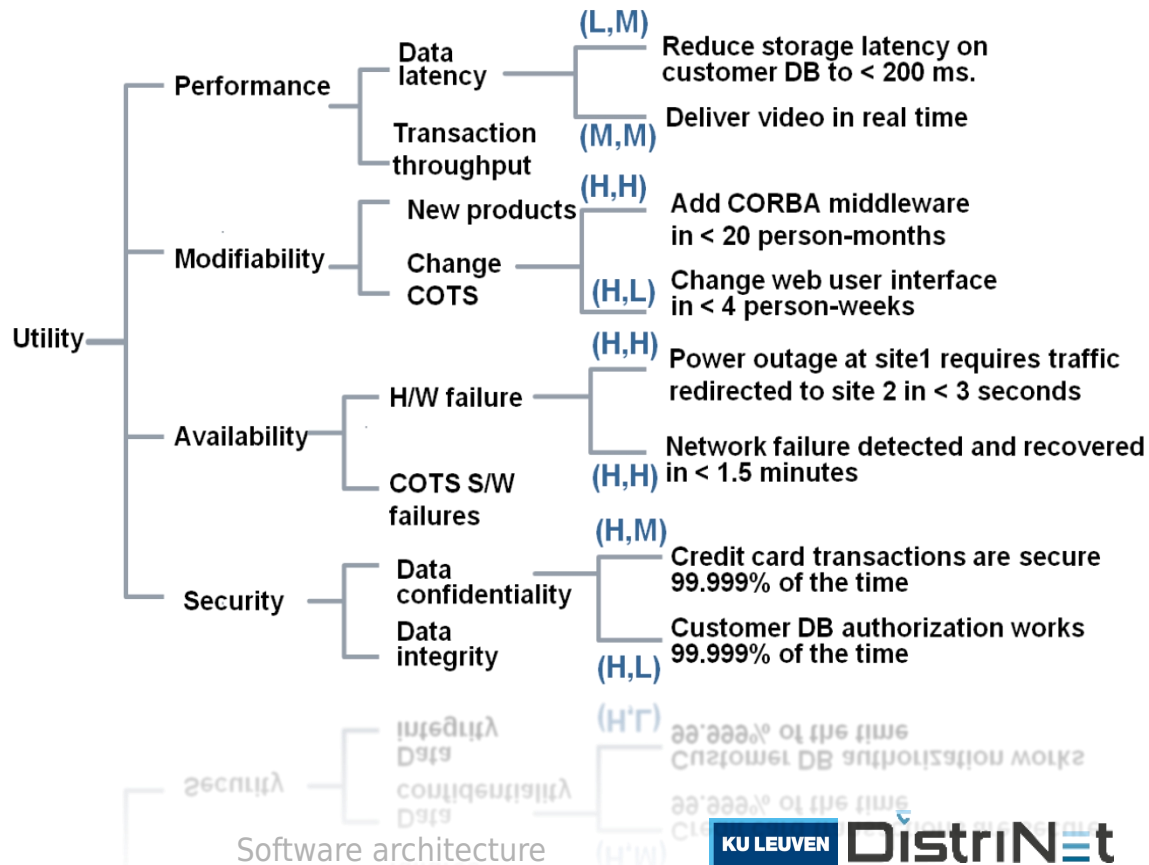 (L,M)
Reduce storage latency on
customer DB to < 200 ms.
Data
latency
Performance
Deliver video in real time
(M,M)
Transaction
throughput
(H,H)
New products
Add CORBA middleware
in < 20 person-months
Modifiability
Change
COTS
(H,L)
Change web user interface
in < 4 person-weeks
Utility
(H,H)
Power outage at site1 requires traffic
redirected to site 2 in < 3 seconds
H/W failure
Availability
Network failure detected and recovered
in < 1.5 minutes
(H,H)
COTS S/W
failures
(H,M)
Credit card transactions are secure
99.999% of the time
Data
confidentiality
Security
Customer DB authorization works
99.999% of the time
Data
integrity
(H,L)
Software architecture
KU LEUVEN
DistriNet